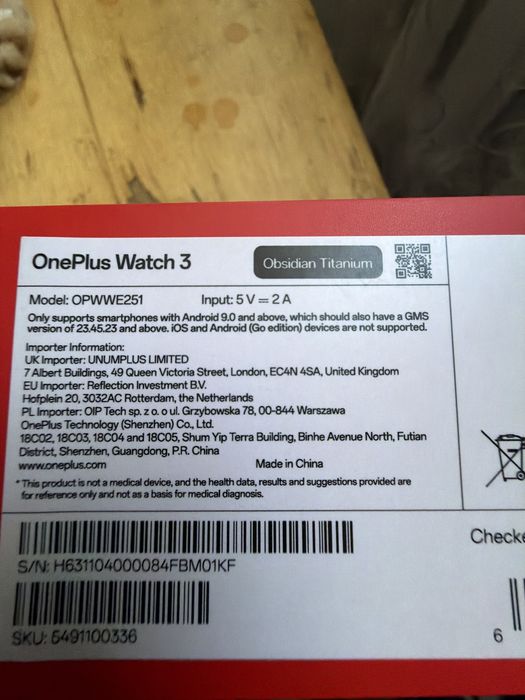 OnePlus Watch 3
Obsidian Titanium
Model: OPWWE251
Input: 5 V = 2 A
Only supports smartphones with Android 9.0 and above, which should also have a GMS
version of 23.45.23 and above. iOS and Android (Go edition) devices are not supported.
Importer Information:
UK Importer: UNUMPLUS LIMITED
7 Albert Buildings, 49 Queen Victoria Street, London, EC4N 4SA, United Kingdom
EU Importer: Reflection Investment B.V.
Hofplein 20, 3032AC Rotterdam, the Netherlands
PL Importer: OIP Tech sp. z o. o ul. Grzybowska 78, 00-844 Warszawa
OnePlus Technology (Shenzhen) Co., Ltd.
18C02, 18C03, 18C04 and 18C05, Shum Yip Terra Building, Binhe Avenue North, Futian
District, Shenzhen, Guangdong, P.R. China
www.oneplus.com
Made in China
* This product is not a medical device, and the health data, results and suggestions provided are
for reference only and not as a basis for medical diagnosis.
S/N: H631104000084FBM01KF
Checke
SKU: 5491100336
6